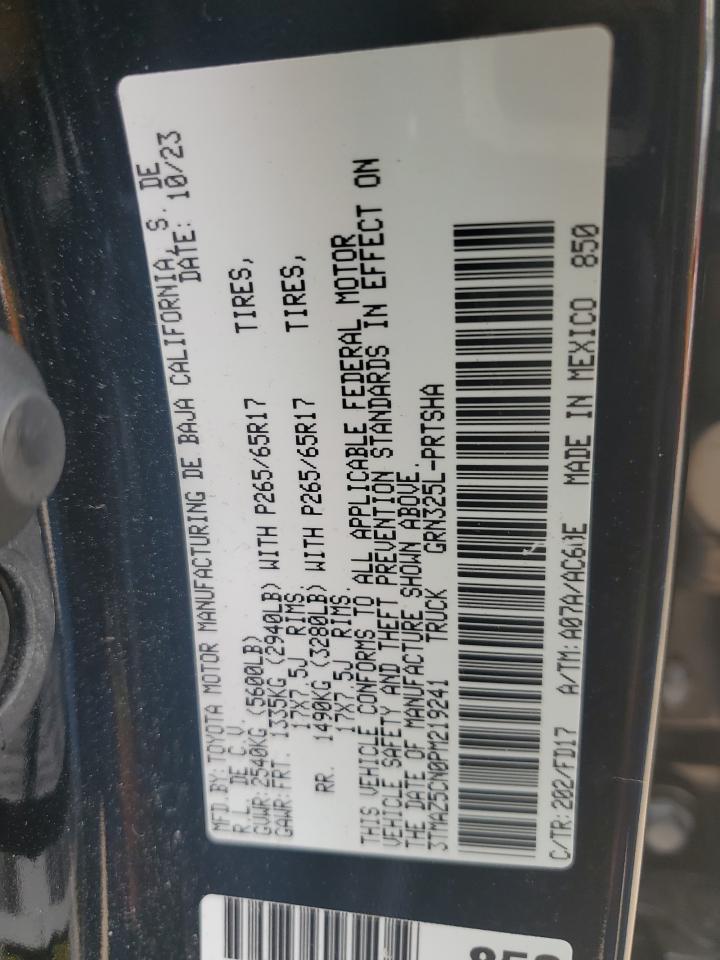 MFD.BY:TOYOTA MOTOR MANUFACTURING DE BAJA CALIFORNIA,S. DE
R.L. DE C.V. DATE: 10/23
GVWR:2540KG (5600LB)
GAWR:FRT. 1335KG (2940LB) WITH P265/65R17 TIRES,
17X7.5J RIMS.
RR. 1490KG (3280LB) WITH P265/65R17 TIRES,
17X7.5J RIMS.
THIS VEHICLE CONFORMS TO ALL APPLICABLE FEDERAL MOTOR
VEHICLE SAFETY AND THEFT PREVENTION STANDARDS IN EFFECT ON
THE DATE OF MANUFACTURE SHOWN ABOVE.
3TMAZ5CN0PM219241 TRUCK GRN325L-PRTSHA
C/TR:202/FD17 A/TM:A07A/AC60E MADE IN MEXICO 850